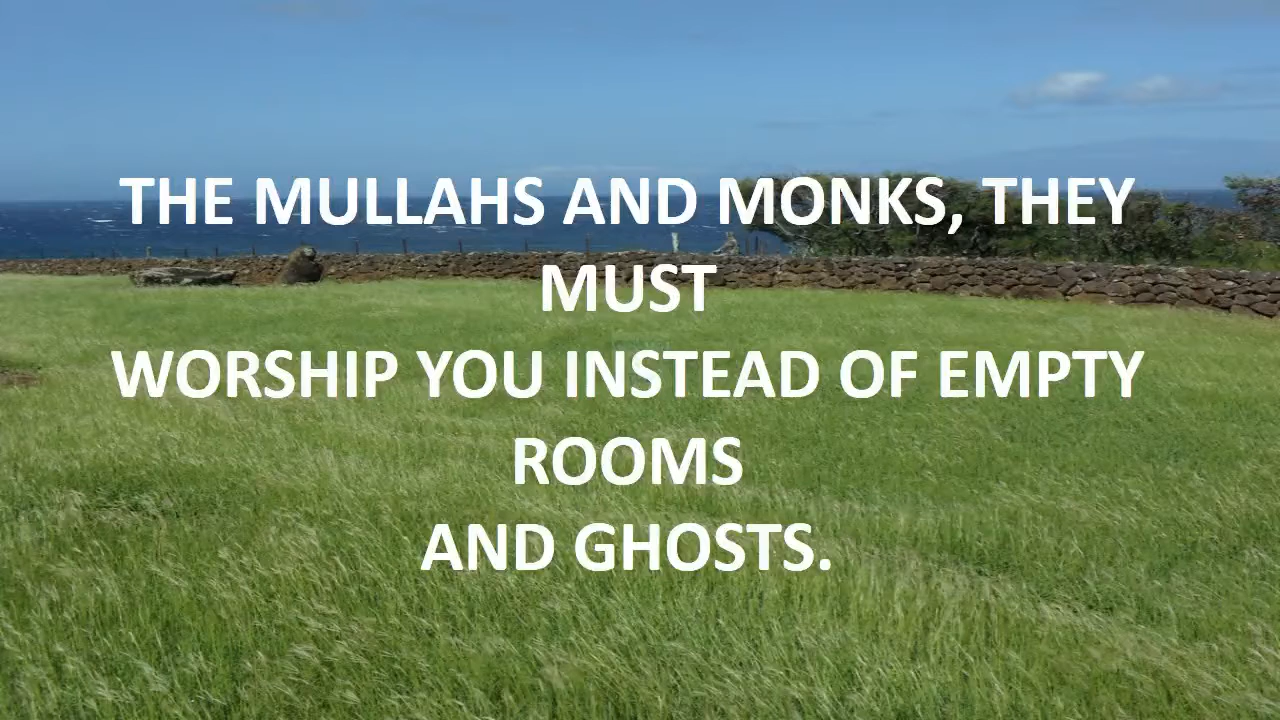 THE MULLAHS AND MONKS, THEY
MUST
WORSHIP YOU INSTEAD OF EMPTY
ROOMS
AND GHOSTS.